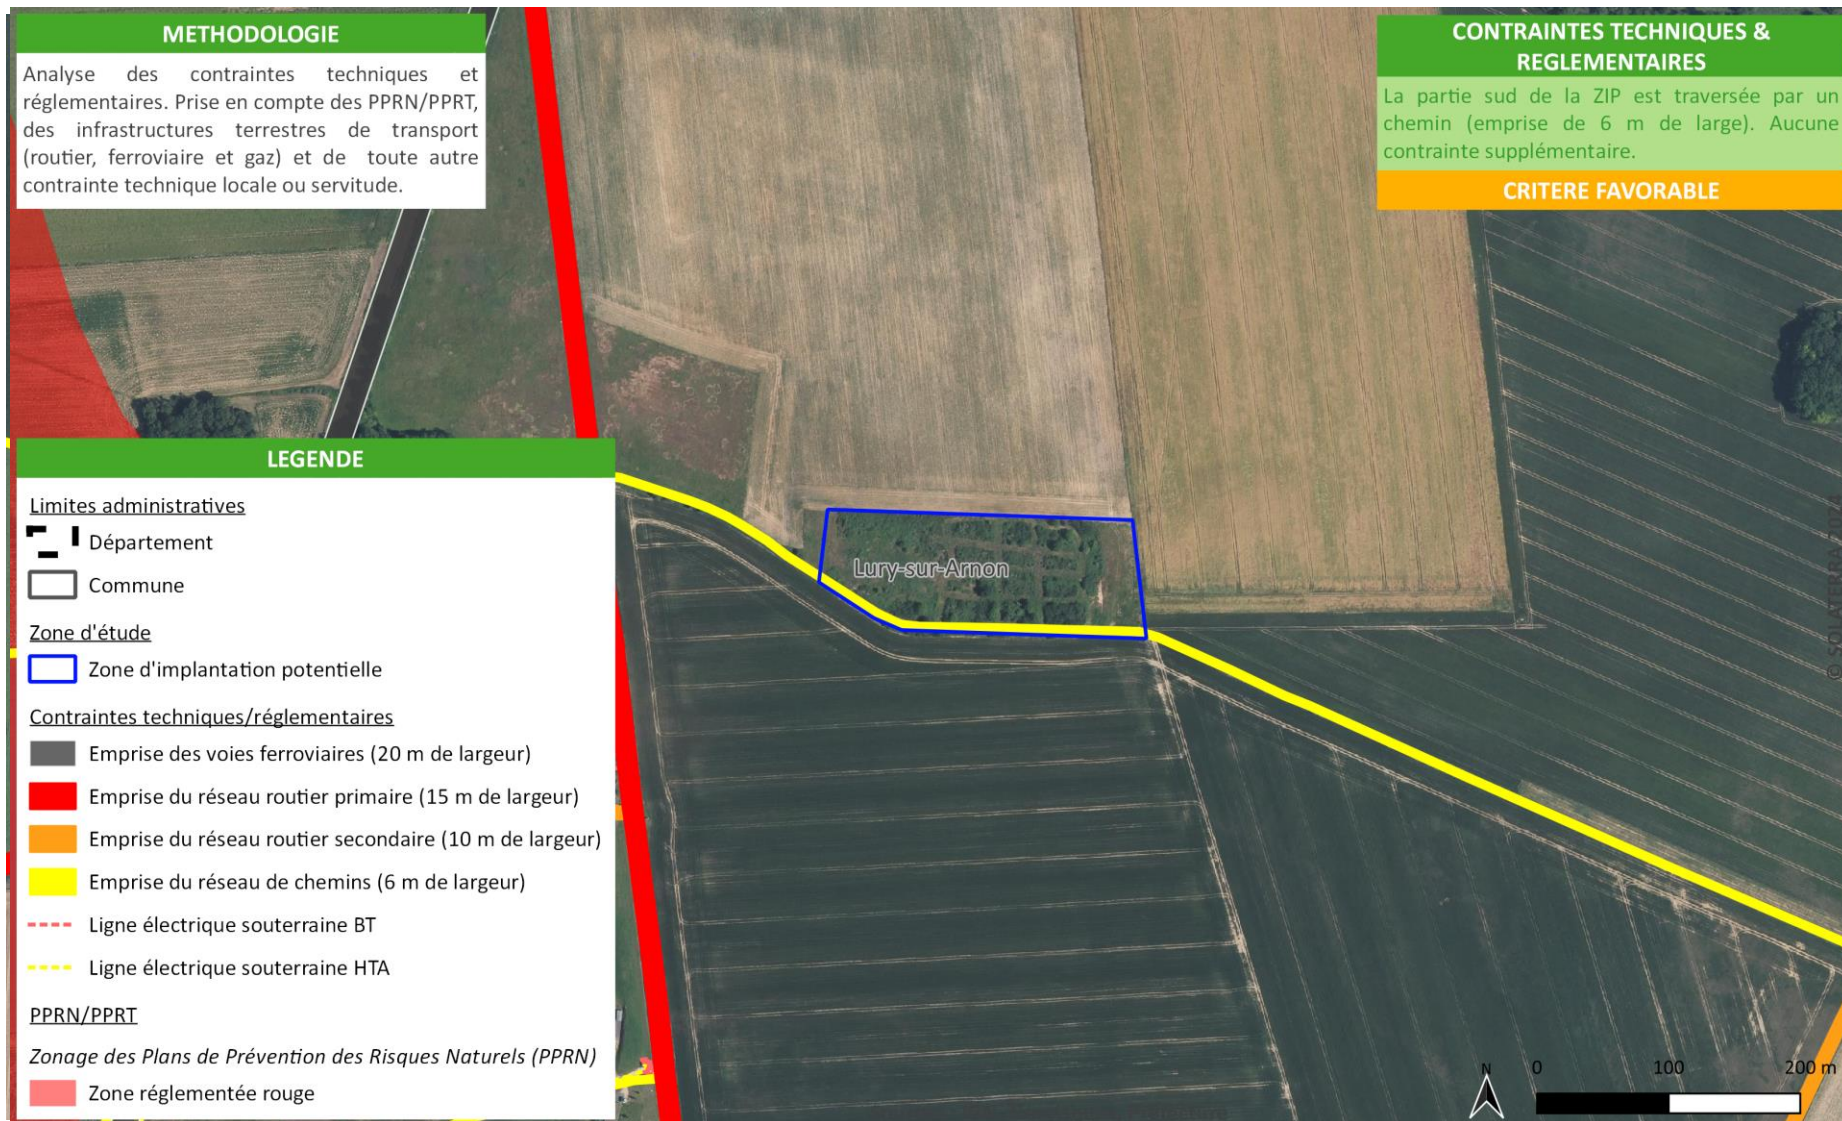 METHODOLOGIE
Analyse des contraintes techniques et
réglementaires. Prise en compte des PPRN/PPRT,
des infrastructures terrestres de transport
(routier, ferroviaire et gaz) et de toute autre
contrainte technique locale ou servitude.
CONTRAINTES TECHNIQUES &
REGLEMENTAIRES
La partie sud de la ZIP est traversée par un
chemin (emprise de 6 m de large). Aucune
contrainte supplémentaire.
CRITERE FAVORABLE
LEGENDE
Limites administratives
Département
Commune
Zone d'étude
Zone d'implantation potentielle
Contraintes techniques/réglementaires
Emprise des voies ferroviaires (20 m de largeur)
Emprise du réseau routier primaire (15 m de largeur)
Emprise du réseau routier secondaire (10 m de largeur)
Emprise du réseau de chemins (6 m de largeur)
Ligne électrique souterraine BT
Ligne électrique souterraine HTA
PPRN/PPRT
Zonage des Plans de Prévention des Risques Naturels (PPRN)
Zone réglementée rouge
Lury-sur-Arnon
N
0 100 200 m